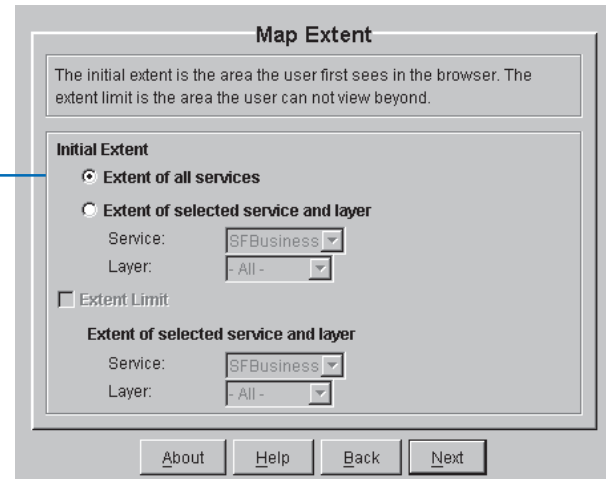 Map Extent
The initial extent is the area the user first sees in the browser. The
extent limit is the area the user can not view beyond.
Initial Extent
Extent of all services
Extent of selected service and layer
Service: SFBusiness
Layer: - All -
Extent Limit
Extent of selected service and layer
Service: SFBusiness
Layer: - All -
About Help Back Next